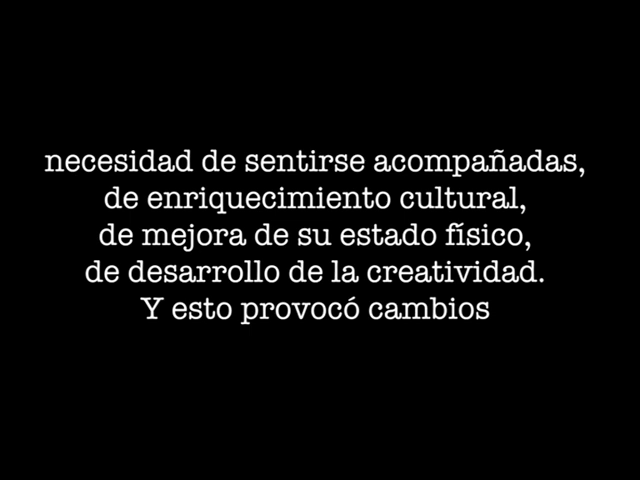 necesidad de sentirse acompañadas,
de enriquecimiento cultural,
de mejora de su estado físico,
de desarrollo de la creatividad.
Y esto provocó cambios